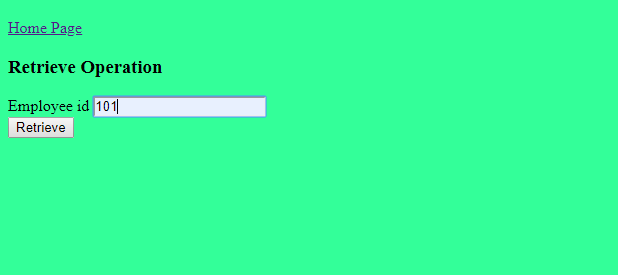 Home Page
Retrieve Operation
Employee id 101
Retrieve